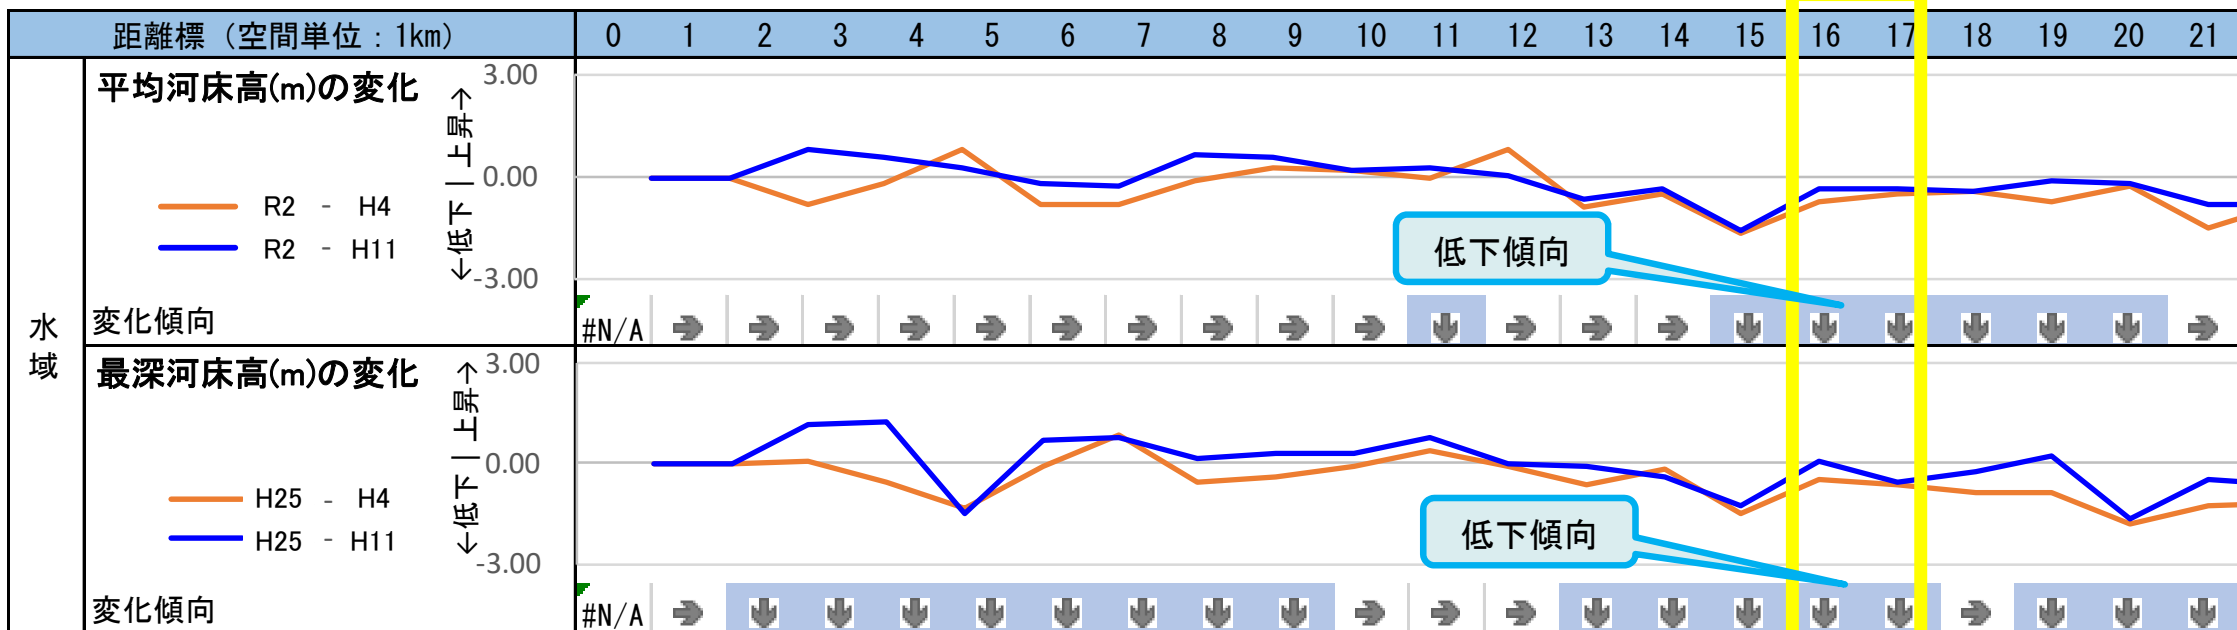 距離標（空間単位：1km） 0 1 2 3 4 5 6 7 8 9 10 11 12 13 14 15 16 17 18 19 20 21
水域
平均河床高(m)の変化
←低下｜上昇→
3.00
0.00
-3.00
R2 - H4
R2 - H11
低下傾向
変化傾向
#N/A
最深河床高(m)の変化
←低下｜上昇→
3.00
0.00
-3.00
H25 - H4
H25 - H11
低下傾向
変化傾向
#N/A